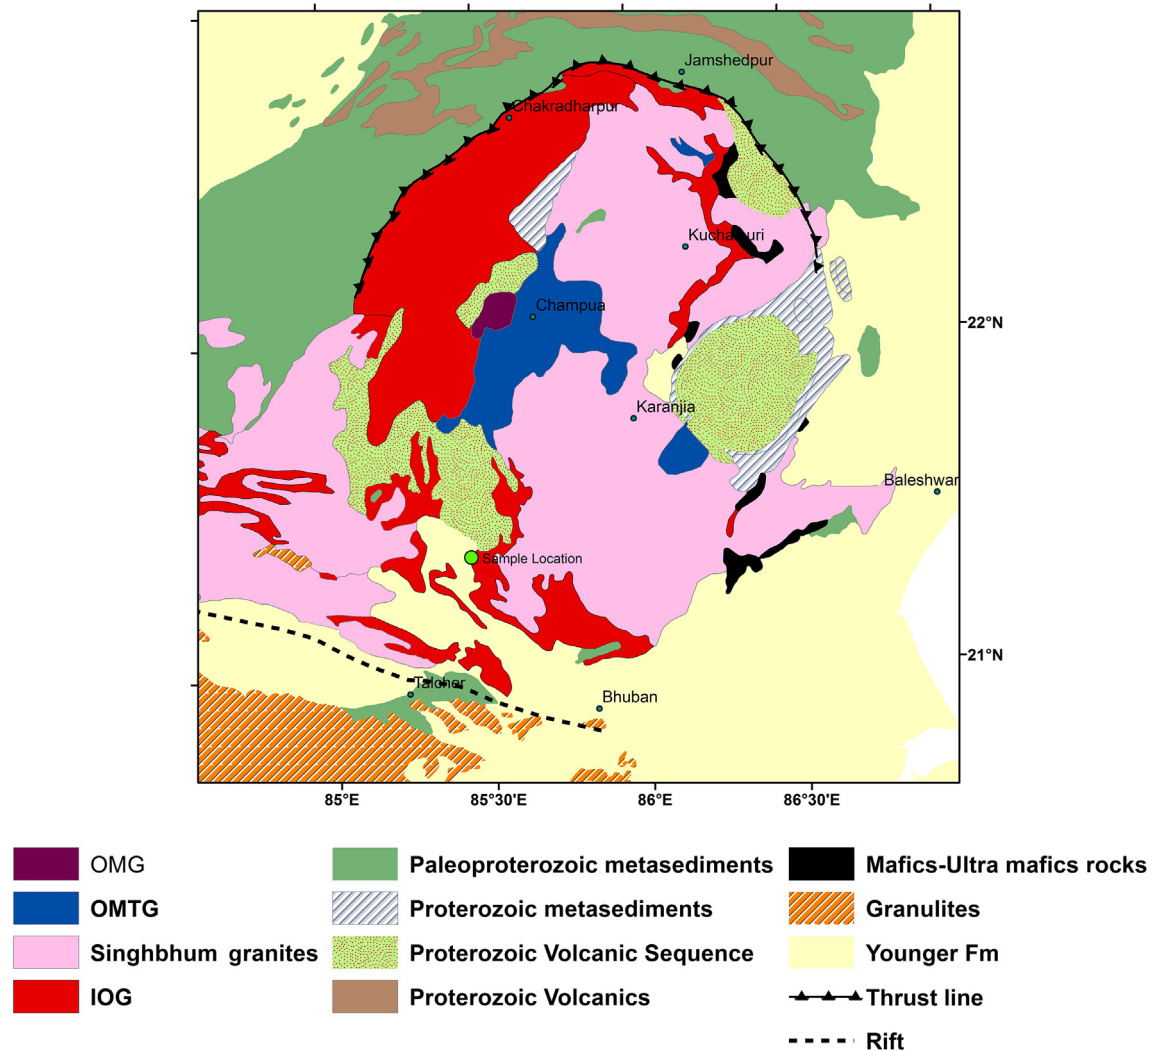 Jamshedpur
Chakradharpur
Kuchaipuri
Champua
22°N
Karanjia
Baleshwar
Sample Location
21°N
Talcher
Bhuban
85°E
85°30'E
86°E
86°30'E
OMG
OMTG
Singhbhum granites
IOG
Paleoproterozoic metasediments
Proterozoic metasediments
Proterozoic Volcanic Sequence
Proterozoic Volcanics
Mafics-Ultra mafics rocks
Granulites
Younger Fm
Thrust line
Rift